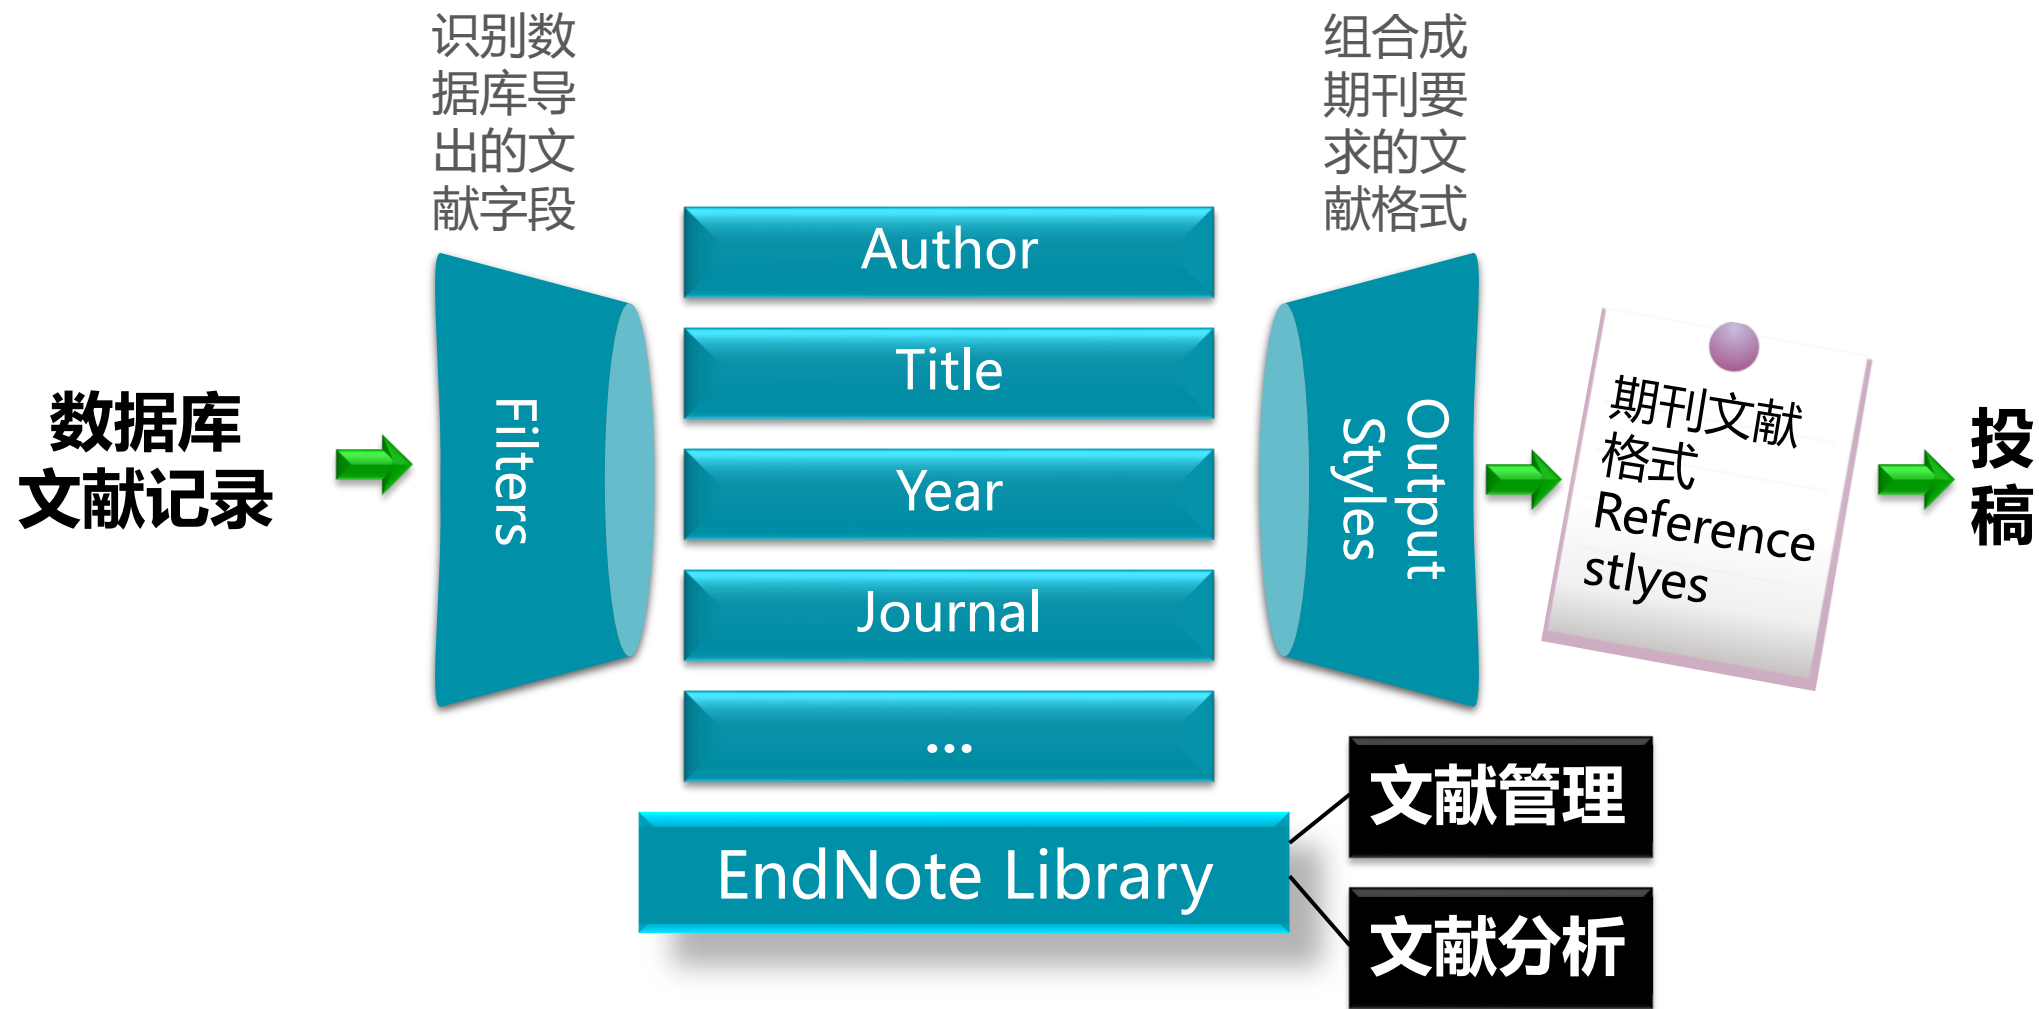 识别数
据库导
出的文
献字段
组合成
期刊要
求的文
献格式
数据库
文献记录
Filters
Author
Title
Year
Journal
...
Output
Styles
期刊文献
格式
Reference
stlyes
投
稿
EndNote Library
文献管理
文献分析